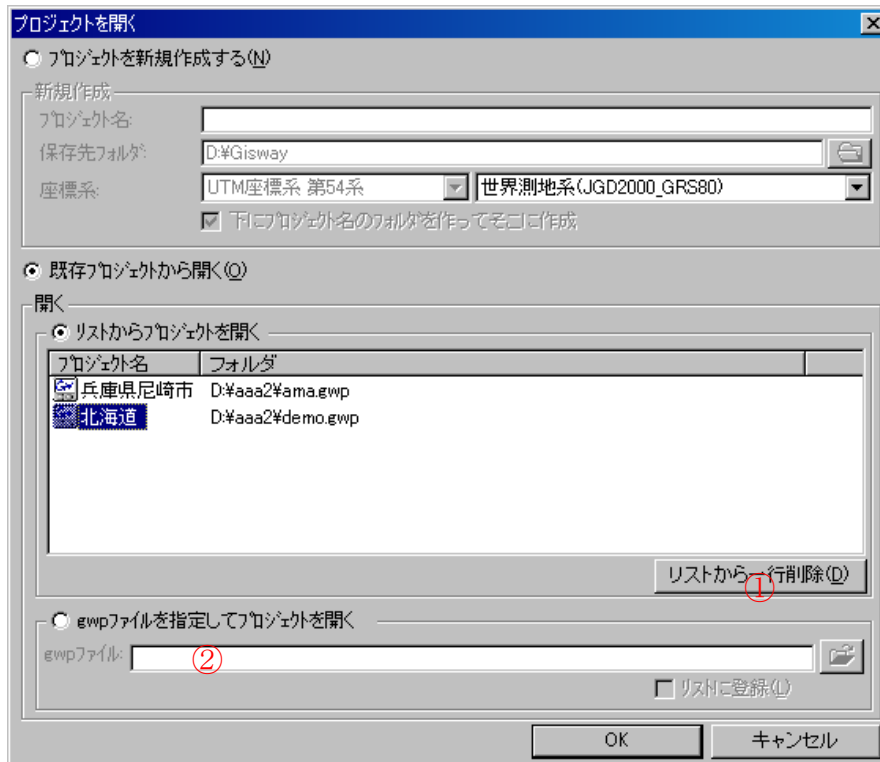 プロジェクトを開く
プロジェクトを新規作成する(N)
新規作成
プロジェクト名:
保存先フォルダ:
D:¥Gisway
座標系:
UTM座標系 第54系
世界測地系(JGD2000_GRS80)
下にプロジェクト名のフォルダを作ってそこに作成
既存プロジェクトから開く(O)
開く
リストからプロジェクトを開く
プロジェクト名 フォルダ
兵庫県尼崎市 D:¥aaa2¥ama.gwp
北海道 D:¥aaa2¥demo.gwp
リストから一行削除(D)
①
gwpファイルを指定してプロジェクトを開く
gwpファイル:
②
リストに登録(L)
OK キャンセル